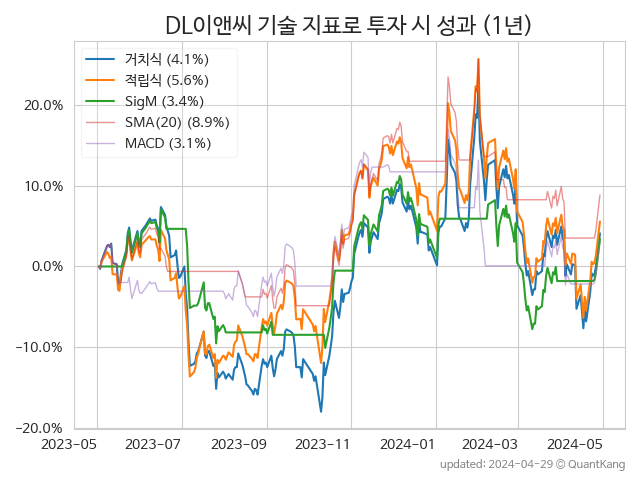 DL이앤씨 기술 지표로 투자 시 성과 (1년)
거치식 (4.1%)
적립식 (5.6%)
SigM (3.4%)
SMA(20) (8.9%)
MACD (3.1%)
20.0%
10.0%
0.0%
−10.0%
−20.0%
2023-05 2023-07 2023-09 2023-11 2024-01 2024-03 2024-05
updated: 2024-04-29 © QuantKang